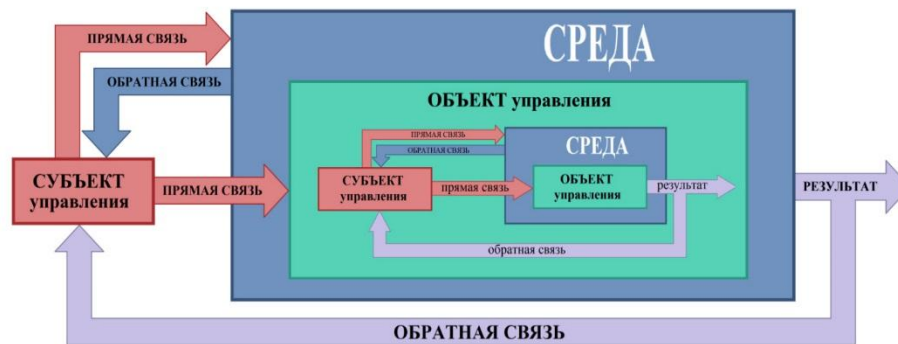 ПРЯМАЯ СВЯЗЬ
СРЕДА
ОБРАТНАЯ СВЯЗЬ
ОБЪЕКТ управления
ПРЯМАЯ СВЯЗЬ
ОБРАТНАЯ СВЯЗЬ
СРЕДА
СУБЪЕКТ
управления
ПРЯМАЯ СВЯЗЬ
СУБЪЕКТ
управления
прямая связь
ОБЪЕКТ
управления
результат
РЕЗУЛЬТАТ
обратная связь
ОБРАТНАЯ СВЯЗЬ